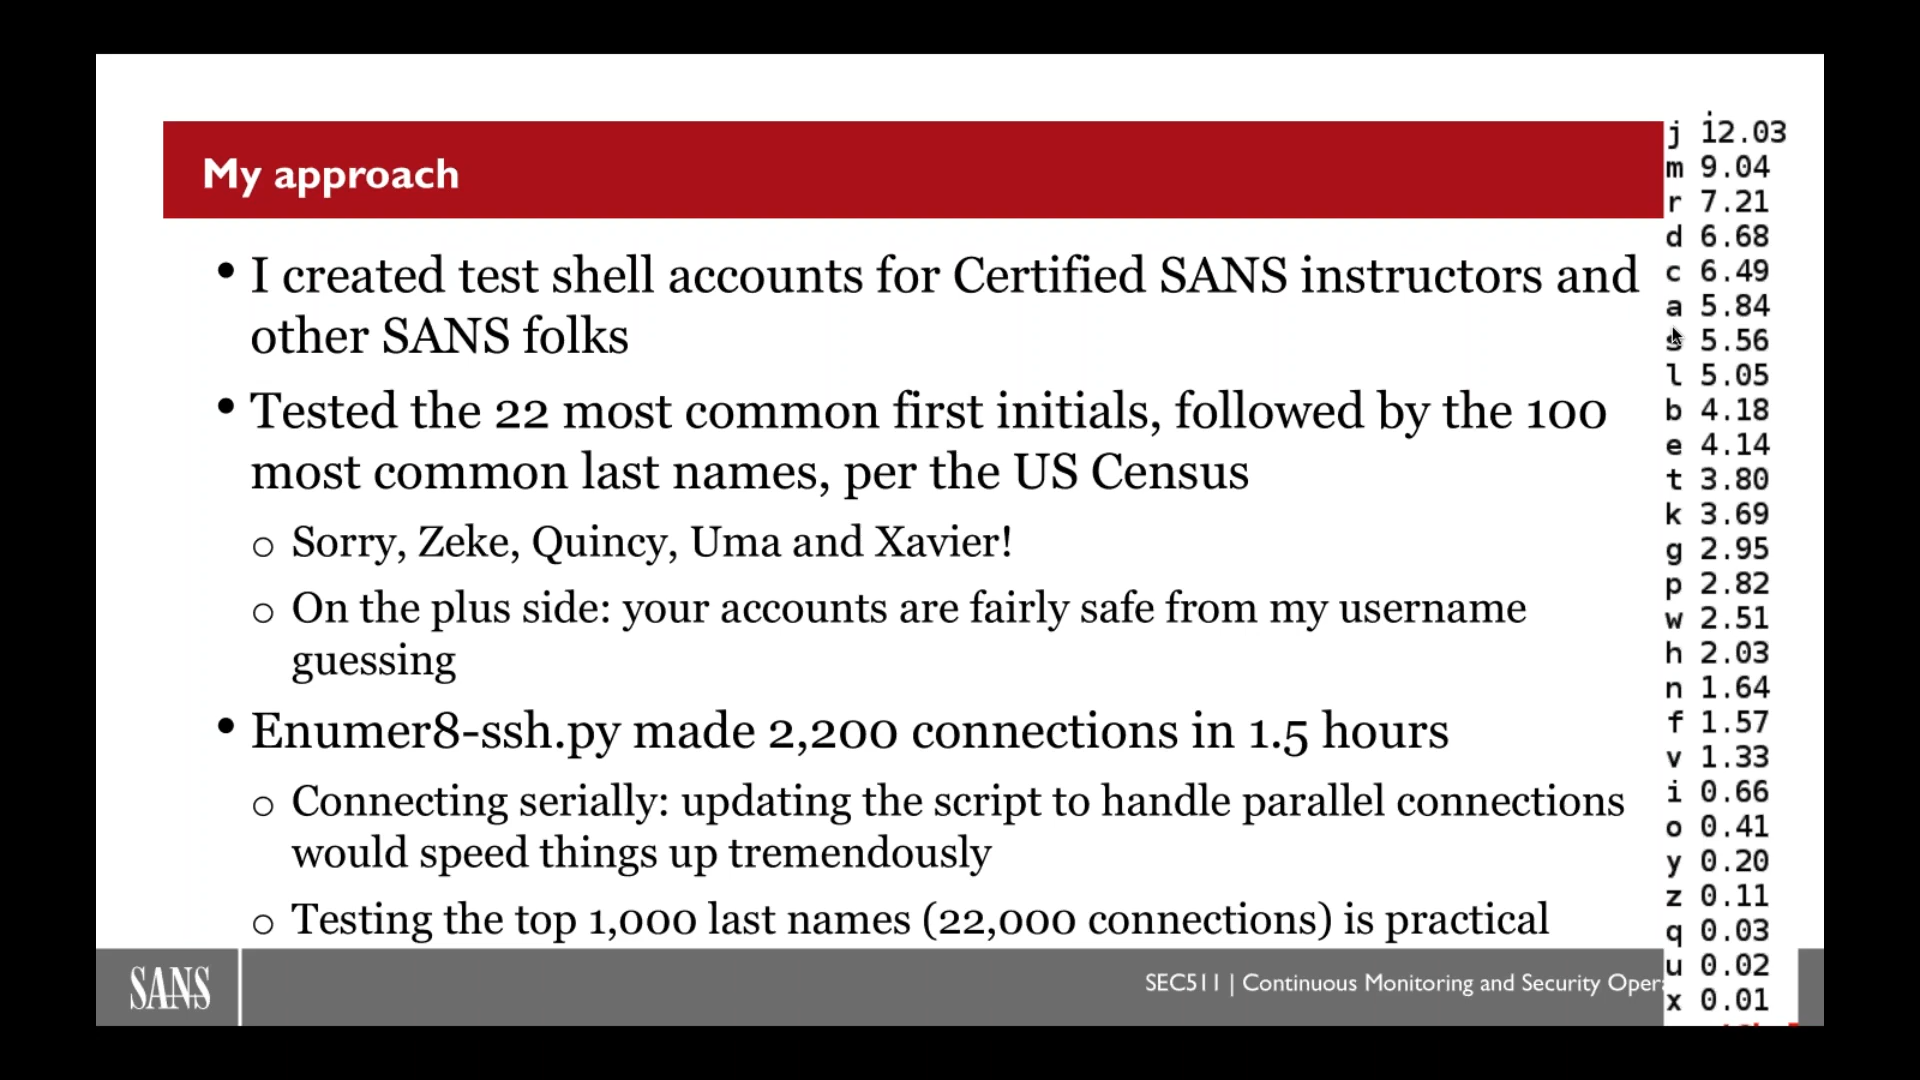 My approach
• I created test shell accounts for Certified SANS instructors and
other SANS folks
• Tested the 22 most common first initials, followed by the 100
most common last names, per the US Census
o Sorry, Zeke, Quincy, Uma and Xavier!
o On the plus side: your accounts are fairly safe from my username
guessing
• Enumer8-ssh.py made 2,200 connections in 1.5 hours
o Connecting serially: updating the script to handle parallel connections
would speed things up tremendously
o Testing the top 1,000 last names (22,000 connections) is practical
j 12.03
m 9.04
r 7.21
d 6.68
c 6.49
a 5.84
s 5.56
l 5.05
b 4.18
e 4.14
t 3.80
k 3.69
g 2.95
p 2.82
w 2.51
h 2.03
n 1.64
f 1.57
v 1.33
i 0.66
o 0.41
y 0.20
z 0.11
q 0.03
u 0.02
x 0.01
SANS
SEC511 | Continuous Monitoring and Security Oper